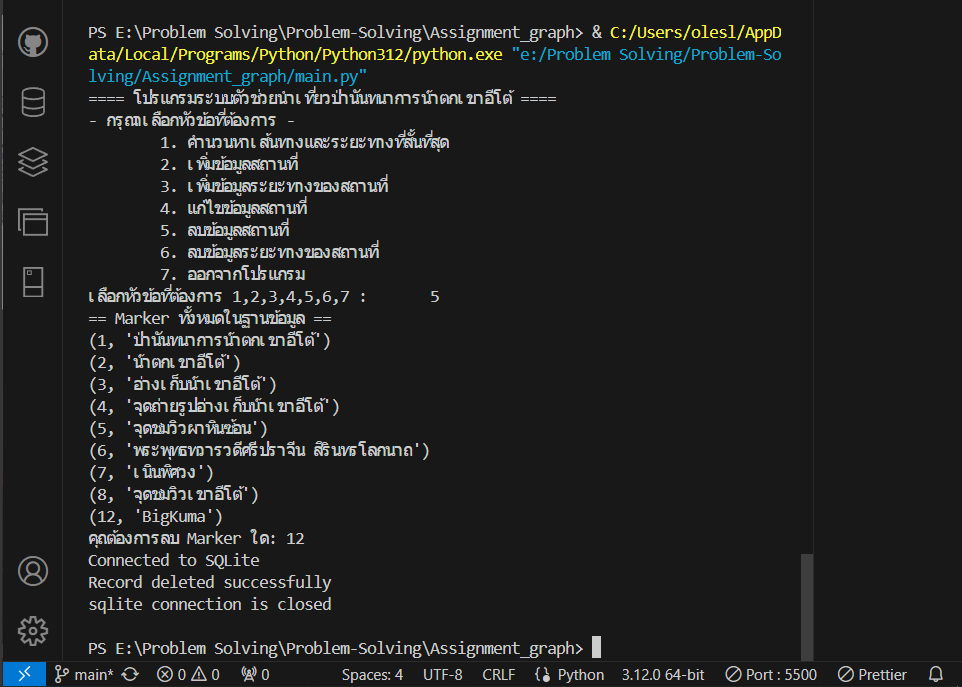 PS E:\Problem Solving\Problem-Solving\Assignment_graph> & C:/Users/olesl/AppD
ata/Local/Programs/Python/Python312/python.exe "e:/Problem Solving/Problem-So
lving/Assignment_graph/main.py"
==== โปรแกรมระบบตัวช่วยนำเที่ยวป่านันทนาการน้ำตกเขาอีโต้ ====
- กรุณาเลือกหัวข้อที่ต้องการ -
1. คำนวนหาเส้นทางและระยะทางที่สั้นที่สุด
2. เพิ่มข้อมูลสถานที่
3. เพิ่มข้อมูลระยะทางของสถานที่
4. แก้ไขข้อมูลสถานที่
5. ลบข้อมูลสถานที่
6. ลบข้อมูลระยะทางของสถานที่
7. ออกจากโปรแกรม
เลือกหัวข้อที่ต้องการ 1,2,3,4,5,6,7 : 5
== Marker ทั้งหมดในฐานข้อมูล ==
(1, 'ป่านันทนาการน้ำตกเขาอีโต้')
(2, 'น้ำตกเขาอีโต้')
(3, 'อ่างเก็บน้ำเขาอีโต้')
(4, 'จุดถ่ายรูปอ่างเก็บน้ำเขาอีโต้')
(5, 'จุดชมวิวผาหินซ้อน')
(6, 'พระพุทธทวารวดีศรีปราจีน สิรินทรโลกนาถ')
(7, 'เนินพิศวง')
(8, 'จุดชมวิวเขาอีโต้')
(12, 'BigKuma')
คุณต้องการลบ Marker ใด: 12
Connected to SQLite
Record deleted successfully
sqlite connection is closed
PS E:\Problem Solving\Problem-Solving\Assignment_graph>
main* 0 0 0 Spaces: 4 UTF-8 CRLF Python 3.12.0 64-bit Port : 5500 Prettier